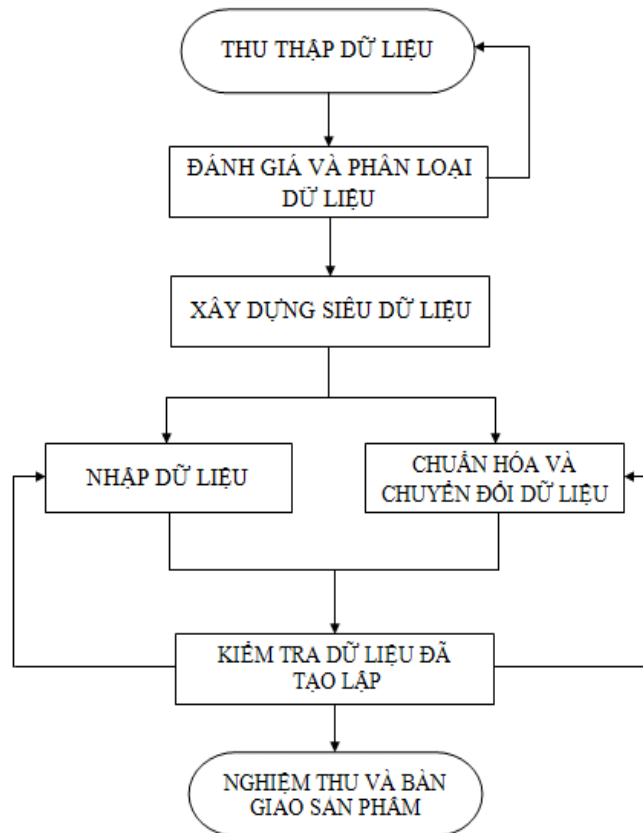 THU THẬP DỮ LIỆU
ĐÁNH GIÁ VÀ PHÂN LOẠI
DỮ LIỆU
XÂY DỰNG SIÊU DỮ LIỆU
NHẬP DỮ LIỆU
CHUẨN HÓA VÀ
CHUYỂN ĐỔI DỮ LIỆU
KIỂM TRA DỮ LIỆU ĐÃ
TẠO LẬP
NGHIỆM THU VÀ BÀN
GIAO SẢN PHẨM